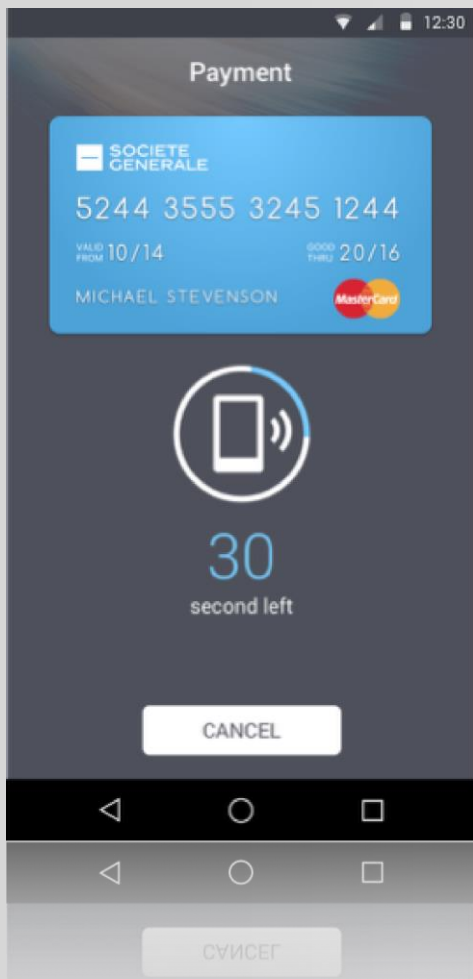 12:30
Payment
SOCIETE
GENERALE
5244 3555 3245 1244
VALID
FROM 10/14
GOOD
THRU 20/16
MICHAEL STEVENSON
MasterCard
30
second left
CANCEL
CANCEL